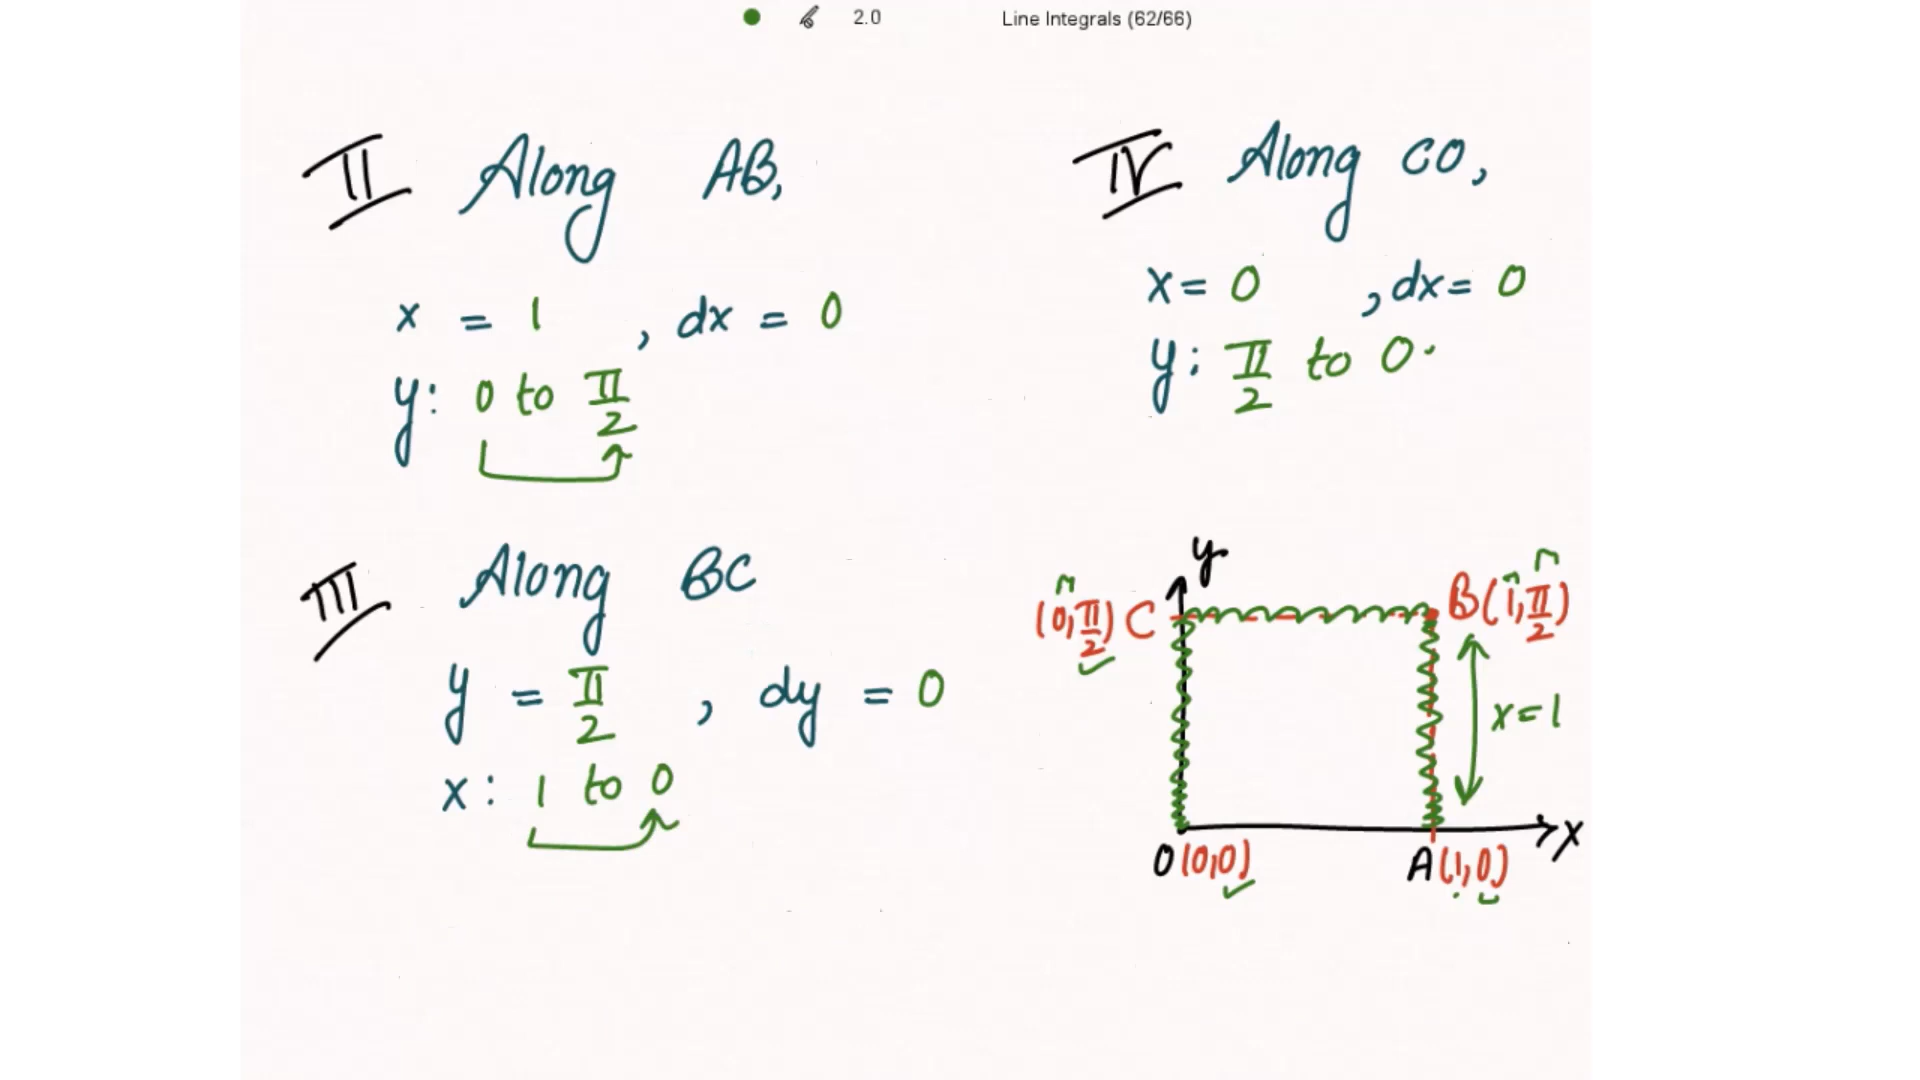 2.0 Line Integrals (62/66)
II Along AB,
x = 1 , dx = 0
y: 0 to π/2
III Along BC
y = π/2 , dy = 0
x: 1 to 0
IV Along CO,
x = 0 , dx = 0
y: π/2 to 0.
y
(0, π/2) C
B(1, π/2)
x = 1
O (0,0)
A (1,0)
x